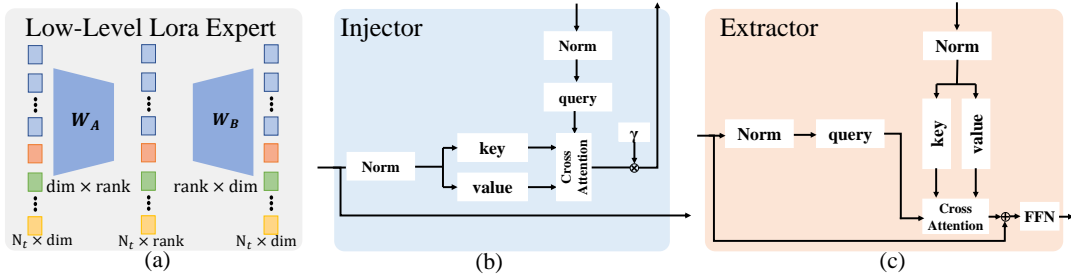 Low-Level Lora Expert
W_A
W_B
dim × rank
rank × dim
N_t × dim
N_t × rank
N_t × dim
(a)
Injector
Norm
query
γ
key
Norm
value
Cross
Attention
(b)
Extractor
Norm
key
value
Norm
query
Cross
Attention
FFN
(c)